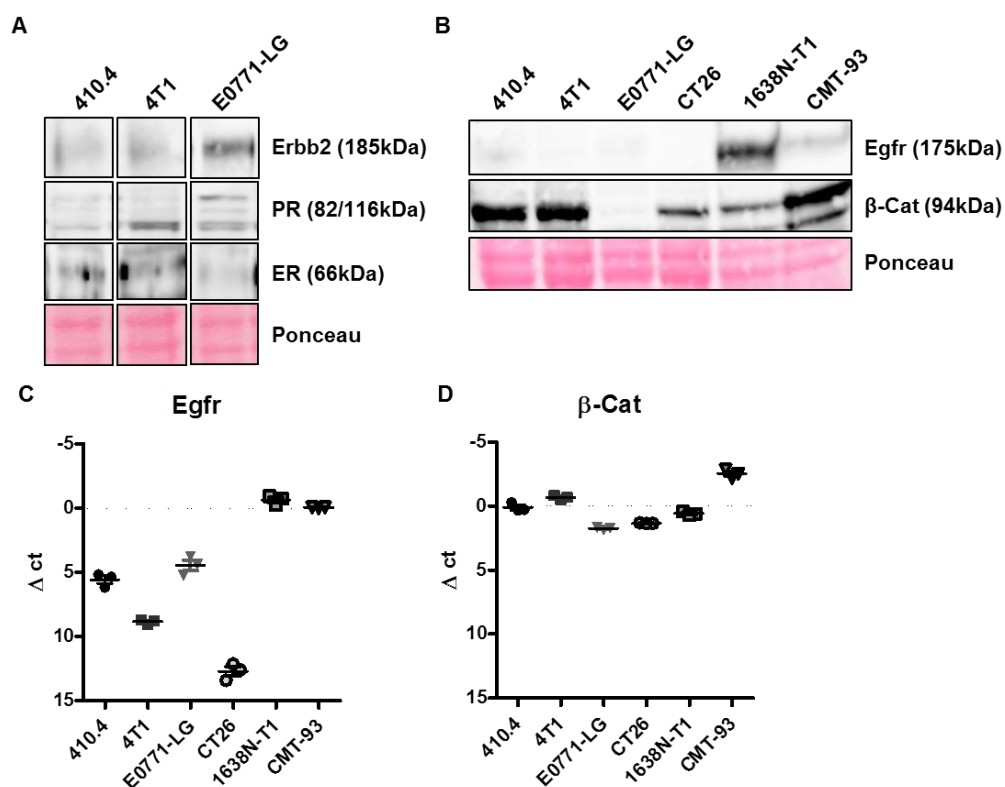 A
410.4
4T1
E0771-LG
Erbb2 (185kDa)
PR (82/116kDa)
ER (66kDa)
Ponceau
B
410.4
4T1
E0771-LG
CT26
1638N-T1
CMT-93
Egfr (175kDa)
β-Cat (94kDa)
Ponceau
C
Egfr
-5
0
5
10
15
Δ ct
410.4
4T1
E0771-LG
CT26
1638N-T1
CMT-93
D
β-Cat
-5
0
5
10
15
Δ ct
410.4
4T1
E0771-LG
CT26
1638N-T1
CMT-93